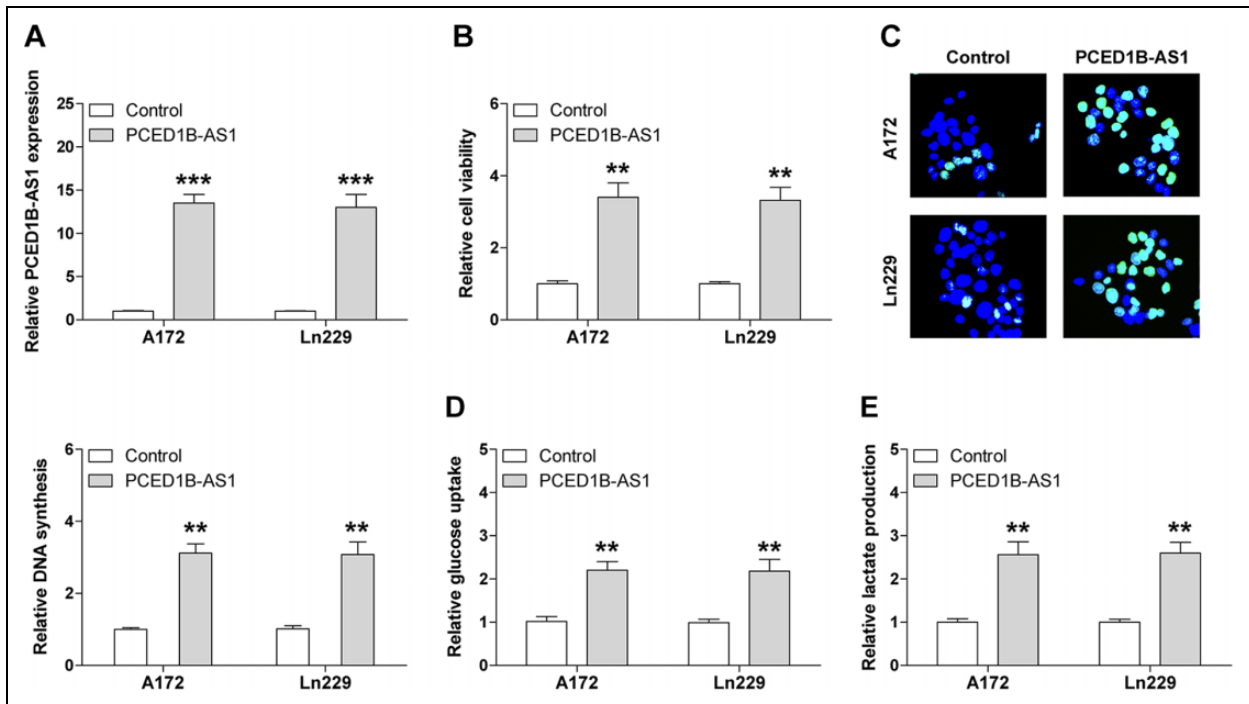 A
Relative PCED1B-AS1 expression
25
20
15
10
5
0
Control
PCED1B-AS1
***
***
A172
Ln229
B
Relative cell viability
6
4
2
0
Control
PCED1B-AS1
**
**
A172
Ln229
C
Control
PCED1B-AS1
A172
Ln229
Relative DNA synthesis
6
4
2
0
Control
PCED1B-AS1
**
**
A172
Ln229
D
Relative glucose uptake
5
4
3
2
1
0
Control
PCED1B-AS1
**
**
A172
Ln229
E
Relative lactate production
5
4
3
2
1
0
Control
PCED1B-AS1
**
**
A172
Ln229